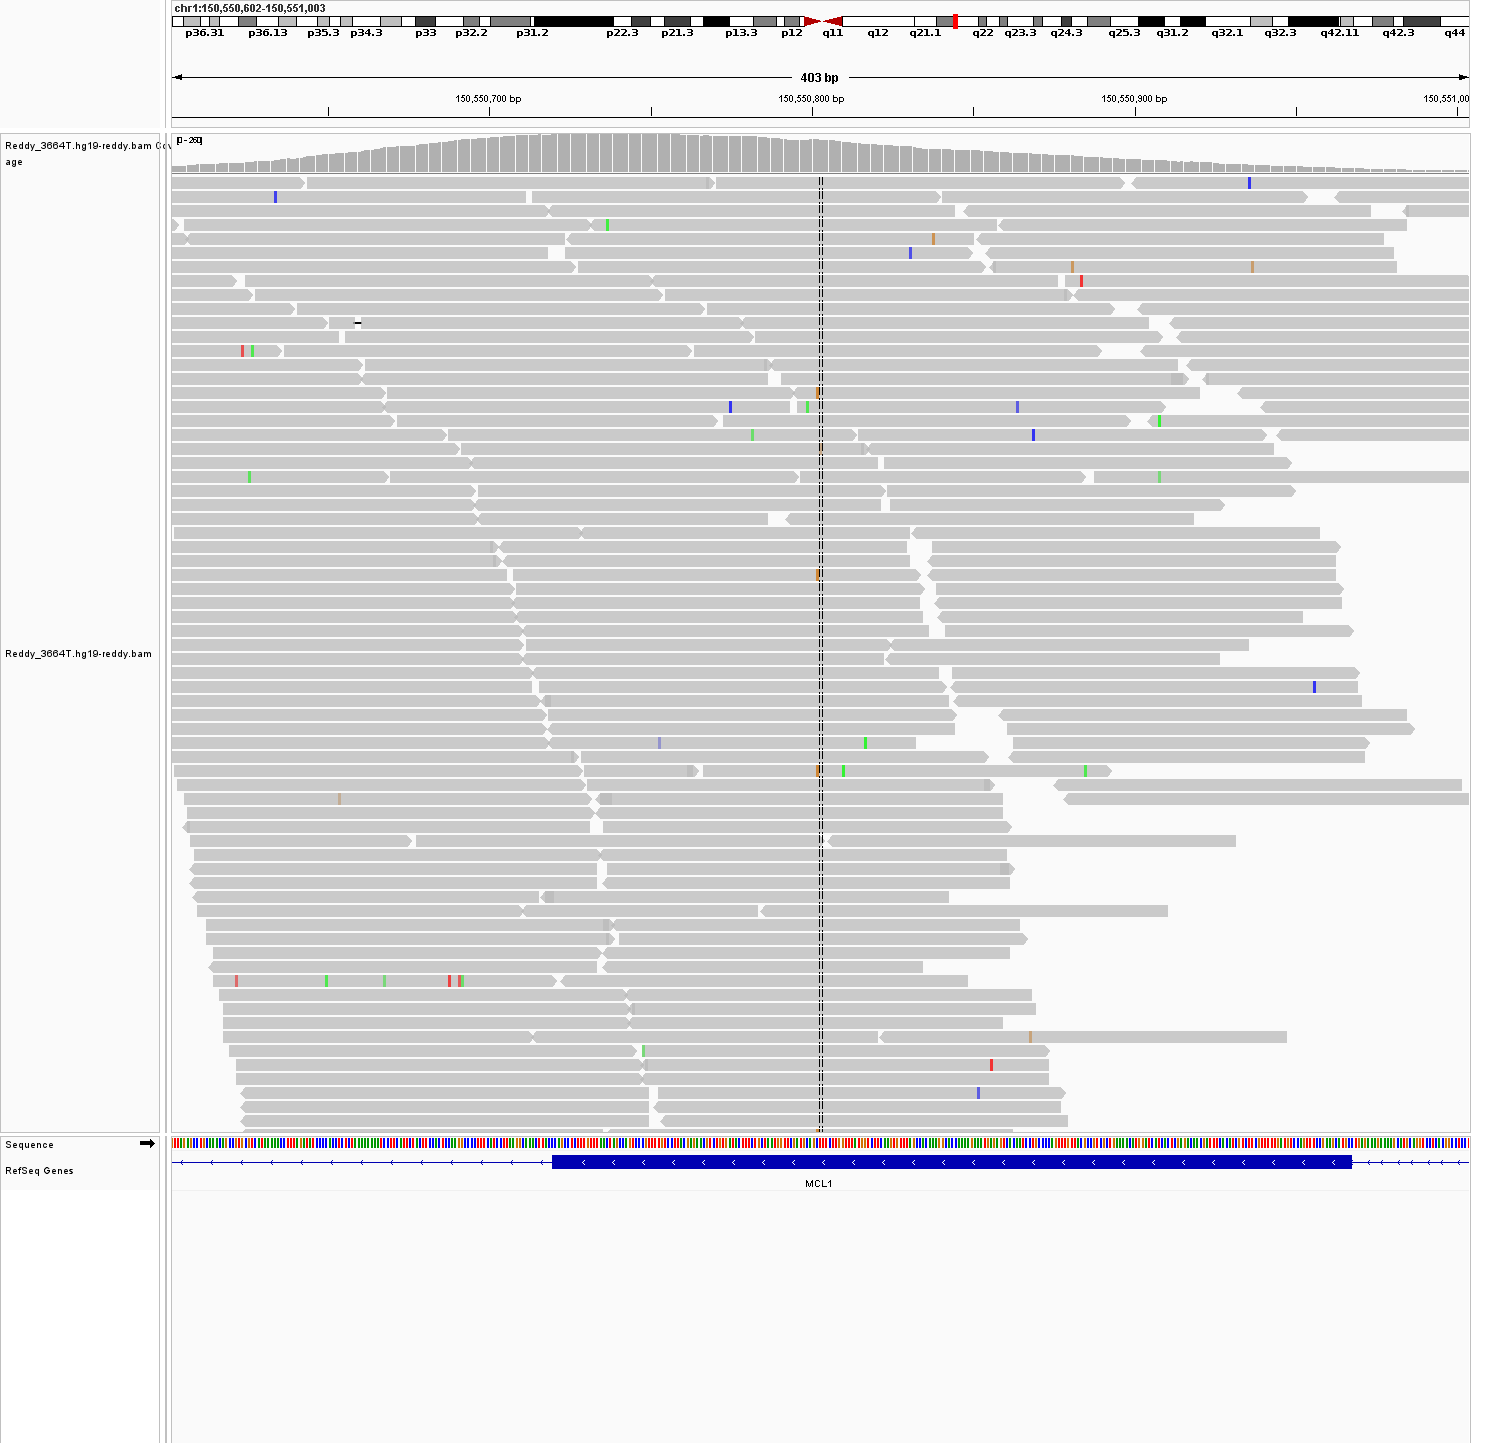 chr1:150,550,602-150,551,003
p36.31 p36.13 p35.3 p34.3 p33 p32.2 p31.2 p22.3 p21.3 p13.3 p12 q11 q12 q21.1 q22 q23.3 q24.3 q25.3 q31.2 q32.1 q32.3 q42.11 q42.3 q44
403 bp
150,550,700 bp 150,550,800 bp 150,550,900 bp 150,551,00
[0 - 260]
Reddy_3664T.hg19-reddy.bam Cov
age
Reddy_3664T.hg19-reddy.bam
Sequence
RefSeq Genes
MCL1